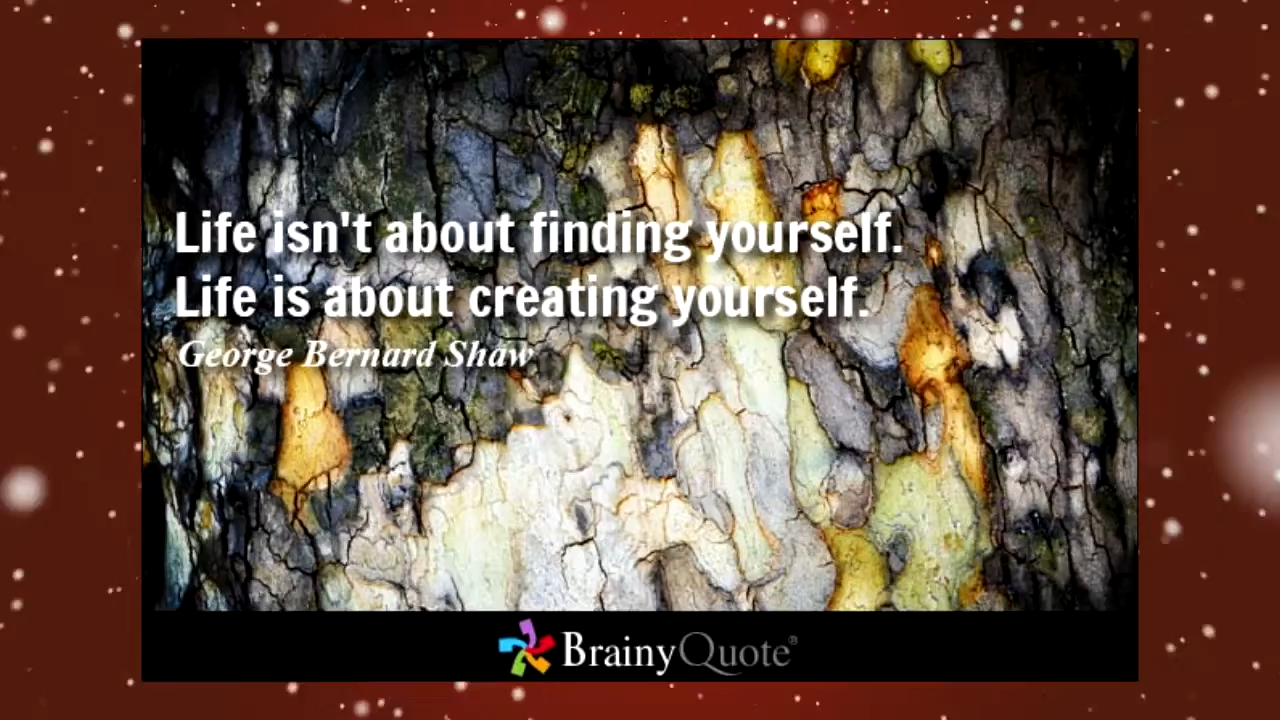 Life isn't about finding yourself.
Life is about creating yourself.
George Bernard Shaw
BrainyQuote®